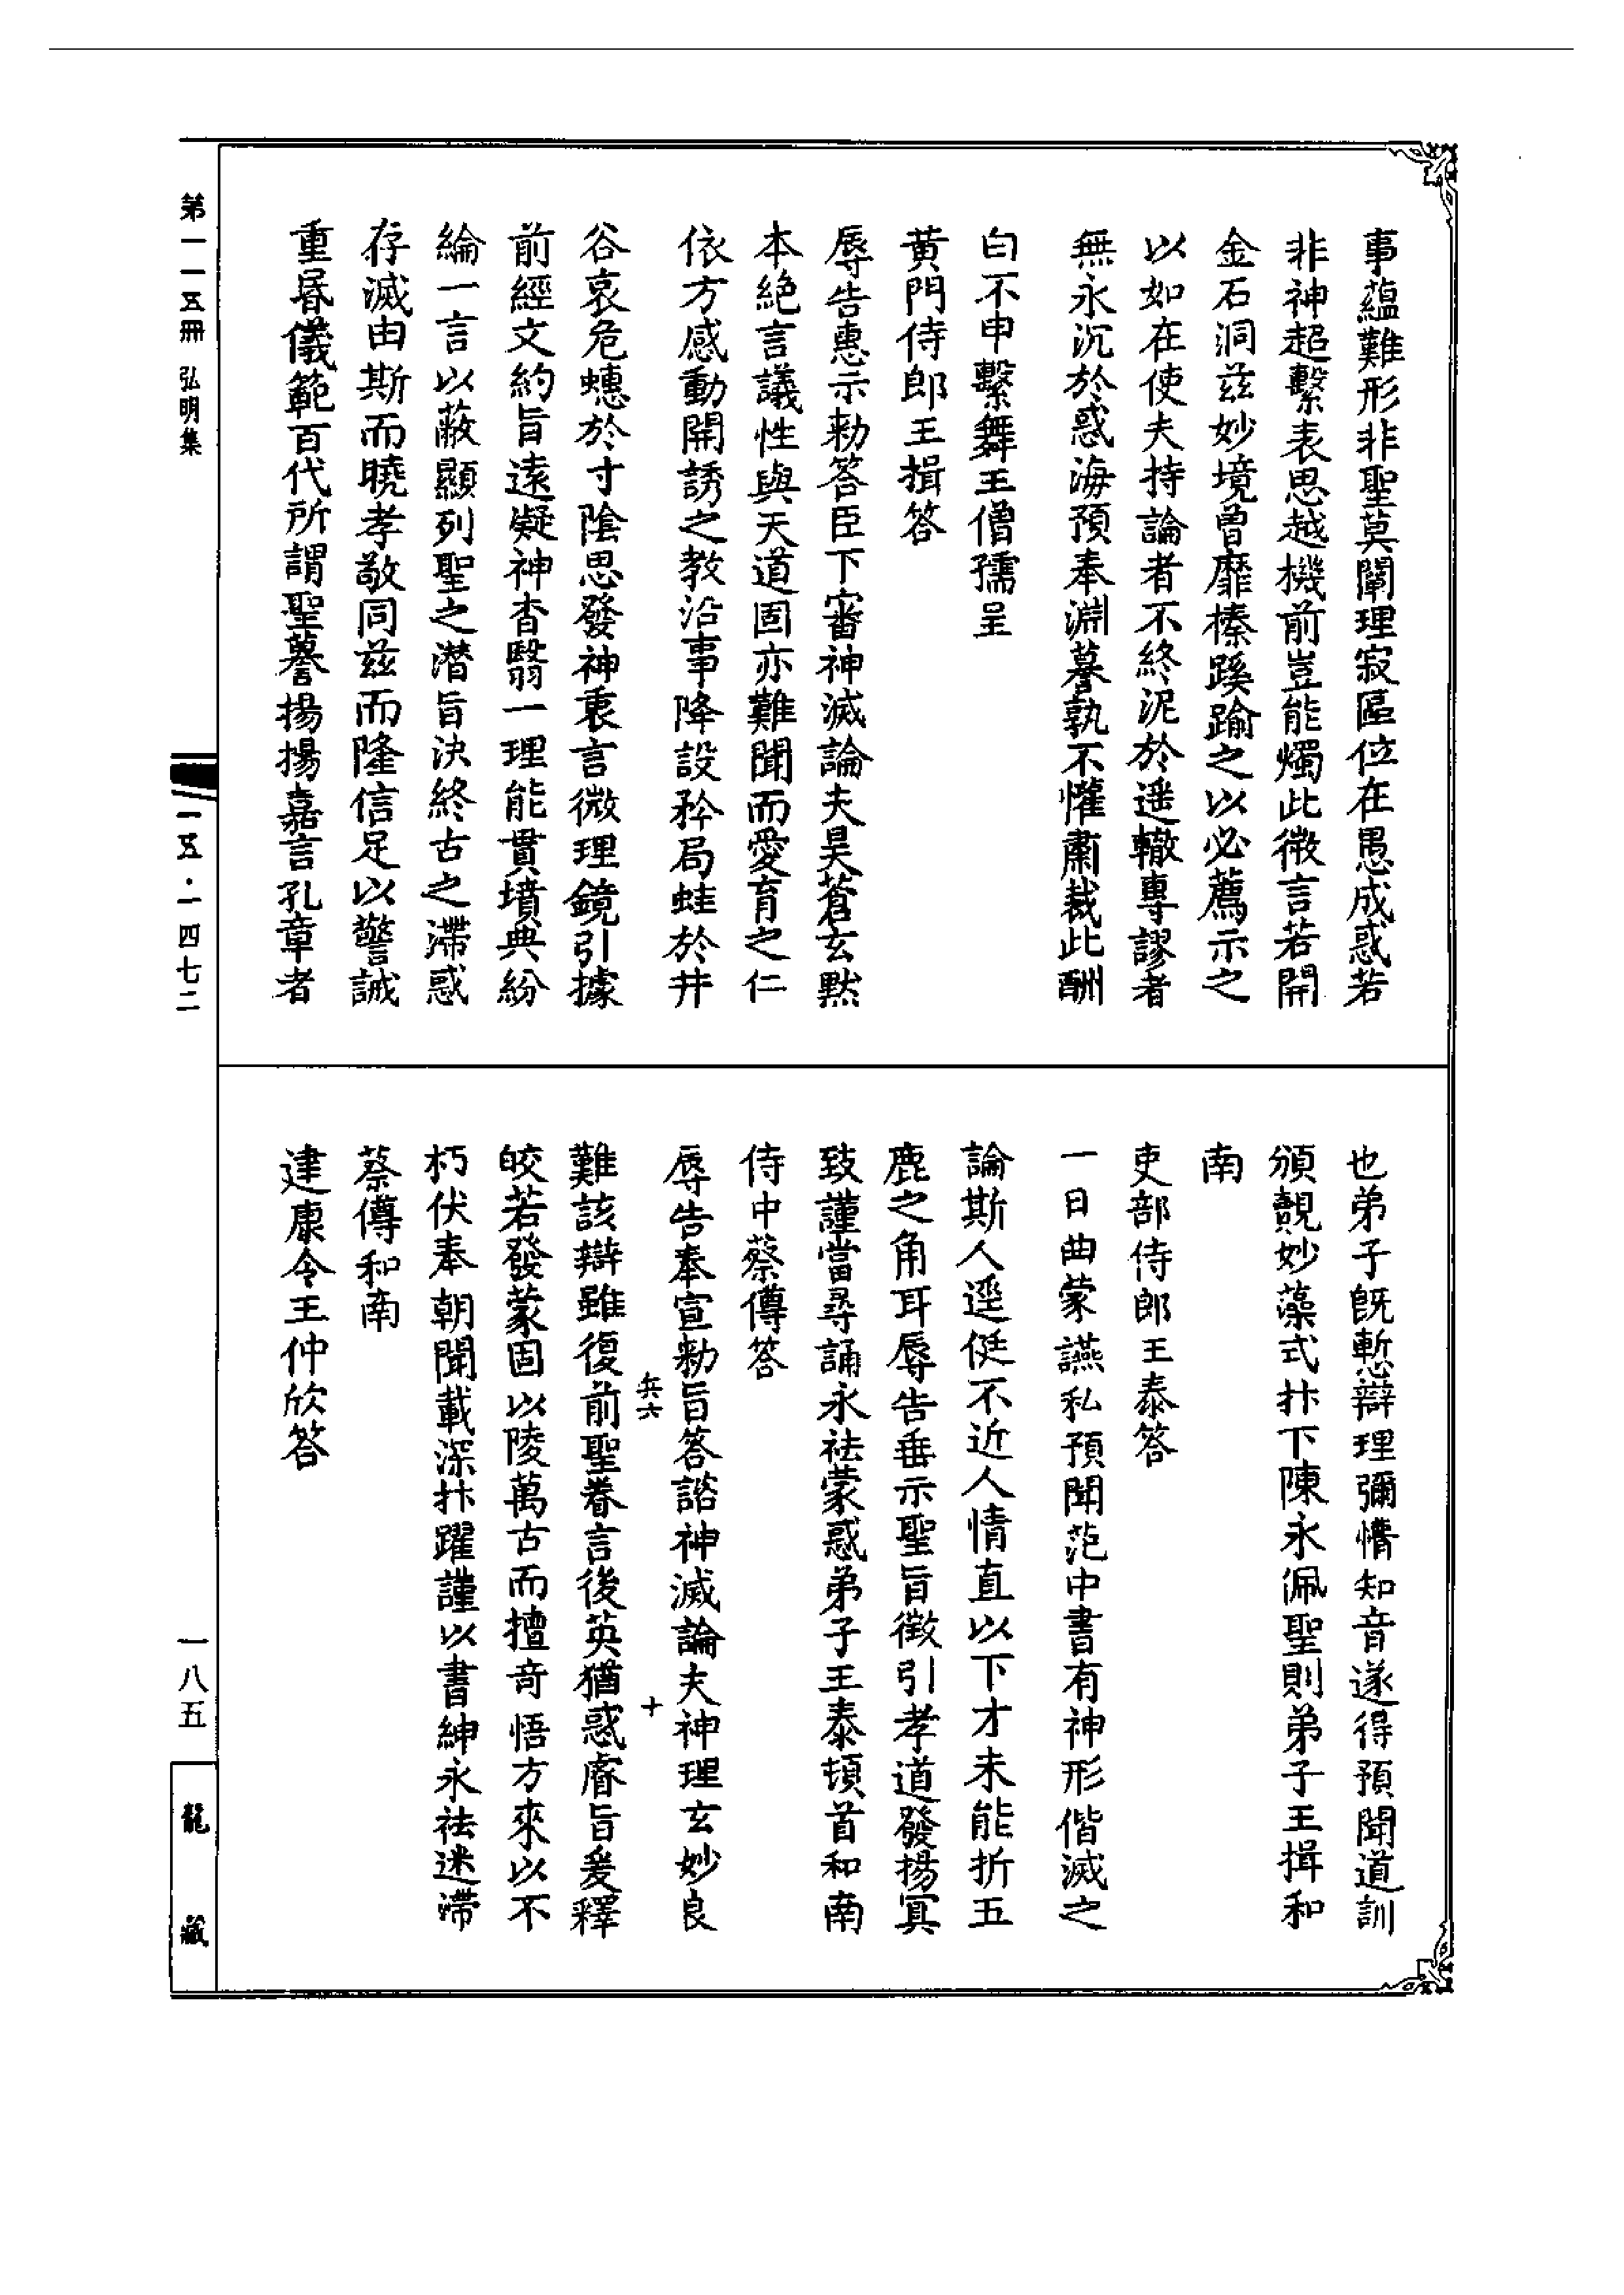 事蘊難形非聖莫闡理寂區位在愚成惑若
非神超繫表思越機前豈能燭此微言若開
金石洞茲妙境曾靡榛蹊踰之以必薦示之
以如在使夫持論者不終泥於遥轍專謬者
無永沉於惑海預奉淵謩孰不懽肅裁此酬
白不申繫舞王僧孺呈
黄門侍郎王揖答
辱告惠示勑答臣下審神滅論夫昊蒼玄默
本絶言議性與天道固亦難聞而愛育之仁
依方感動開誘之教沿事降設矜局蛙於井
谷哀危蟪於寸陰思發神衷言微理鏡引據
前經文約旨遠凝神杳翳一理能貫墳典紛
綸一言以蔽顯列聖之潛旨決終古之滯惑
存滅由斯而曉孝敬同茲而隆信足以警誡
重昬儀範百代所謂聖謩揚揚嘉言孔章者
也弟子旣慙辯理彌懵知音遂得預聞道訓
頒覿妙藻式抃下陳永佩聖則弟子王揖和
南
吏部侍郎王泰答
一日曲蒙讌私預聞范中書有神形偕滅之
論斯人逕侹不近人情直以下才未能折五
鹿之角耳辱告垂示聖旨徵引孝道發揚冥
致謹當尋誦永祛蒙惑弟子王泰頓首和南
侍中蔡僔答
辱告奉宣勑旨答諮神滅論夫神理玄妙良
兵六
十
難該辯雖復前聖眷言後英猶惑睿旨爰釋
皎若發蒙固以陵萬古而擅奇悟方來以不
朽伏奉朝聞載深抃躍謹以書紳永祛迷滯
蔡僔和南
建康令王仲欣答
第一一五冊 弘明集
一五·一四七二
一八五
龍藏